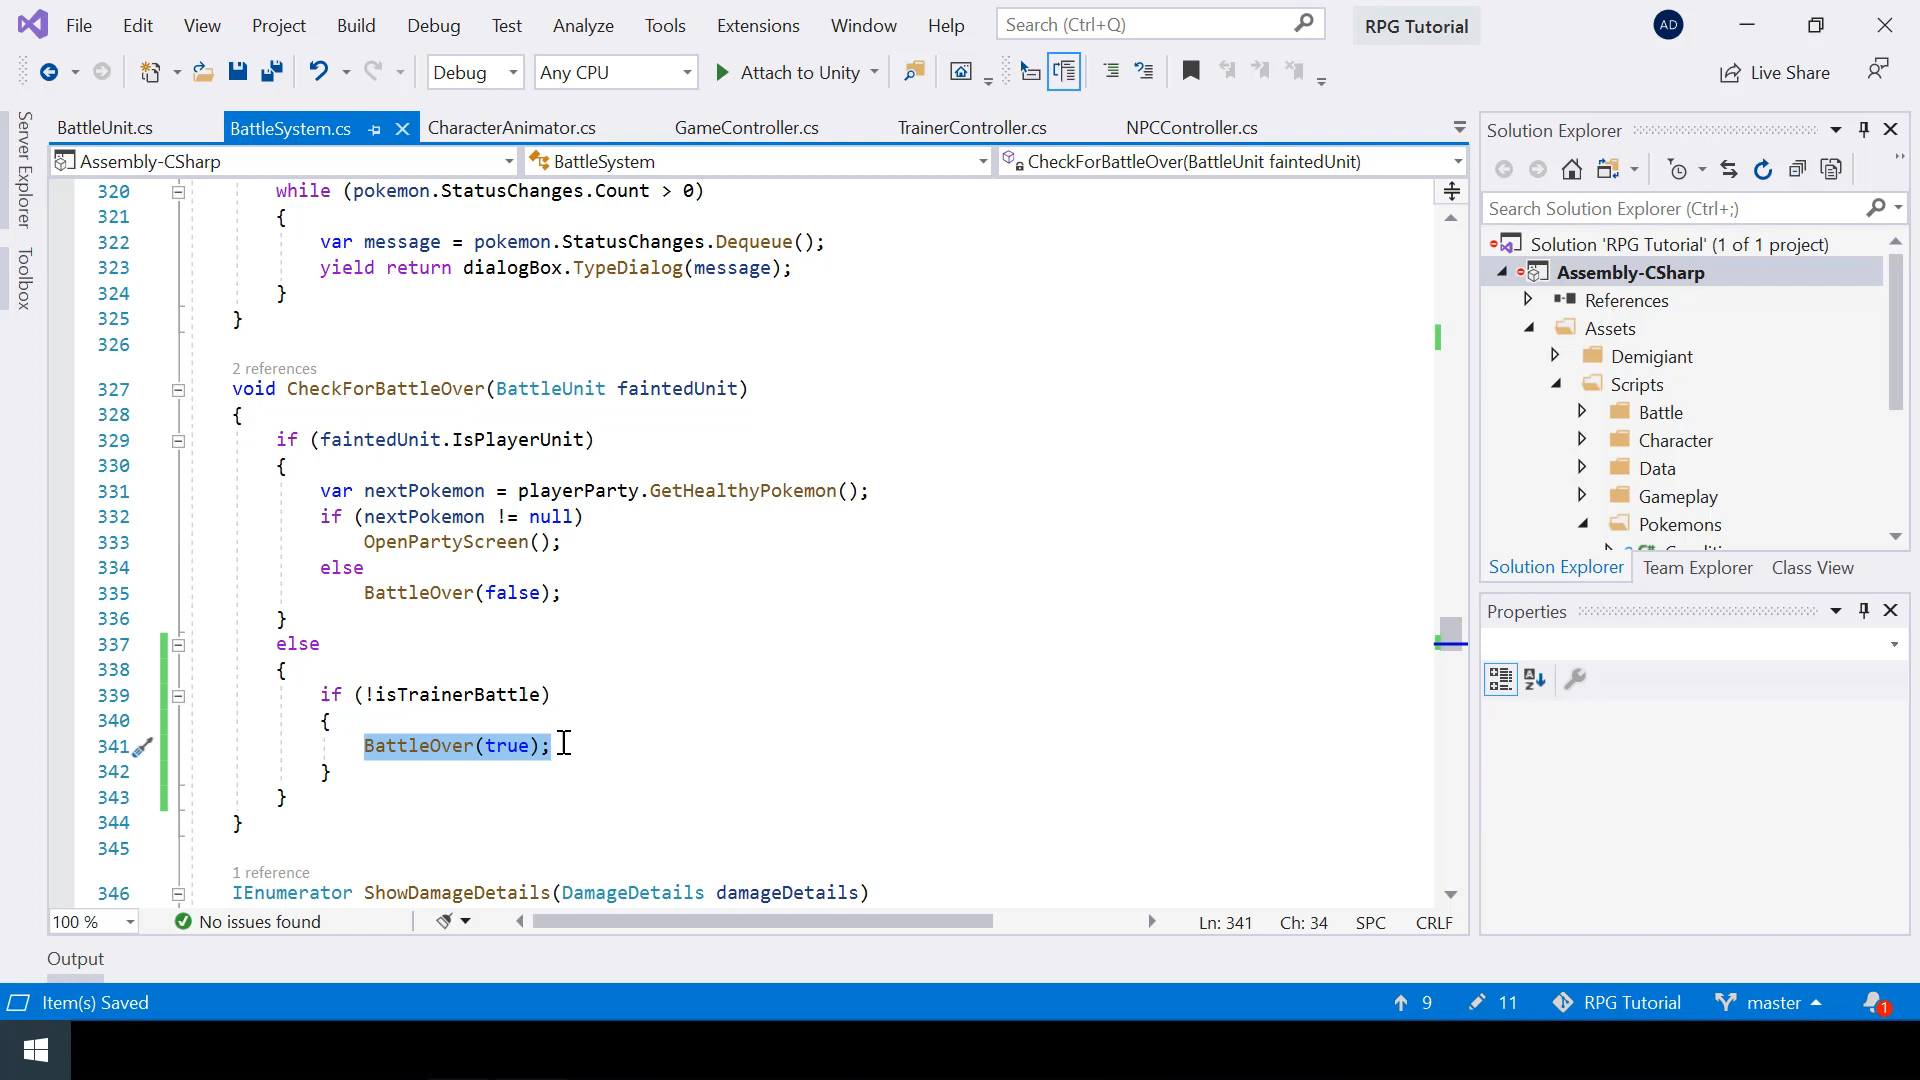 File Edit View Project Build Debug Test Analyze Tools Extensions Window Help Search (Ctrl+Q) RPG Tutorial AD
Debug Any CPU Attach to Unity Live Share
Server Explorer
Toolbox
BattleUnit.cs BattleSystem.cs CharacterAnimator.cs GameController.cs TrainerController.cs NPCController.cs
Assembly-CSharp BattleSystem CheckForBattleOver(BattleUnit faintedUnit)
320 while (pokemon.StatusChanges.Count > 0)
321 {
322 var message = pokemon.StatusChanges.Dequeue();
323 yield return dialogBox.TypeDialog(message);
324 }
325 }
326
2 references
327 void CheckForBattleOver(BattleUnit faintedUnit)
328 {
329 if (faintedUnit.IsPlayerUnit)
330 {
331 var nextPokemon = playerParty.GetHealthyPokemon();
332 if (nextPokemon != null)
333 OpenPartyScreen();
334 else
335 BattleOver(false);
336 }
337 else
338 {
339 if (!isTrainerBattle)
340 {
341 BattleOver(true);
342 }
343 }
344 }
345
1 reference
346 IEnumerator ShowDamageDetails(DamageDetails damageDetails)
100 % No issues found Ln: 341 Ch: 34 SPC CRLF
Output
Solution Explorer
Search Solution Explorer (Ctrl+;)
Solution 'RPG Tutorial' (1 of 1 project)
Assembly-CSharp
References
Assets
Demigiant
Scripts
Battle
Character
Data
Gameplay
Pokemons
Solution Explorer Team Explorer Class View
Properties
Item(s) Saved 9 11 RPG Tutorial master 1